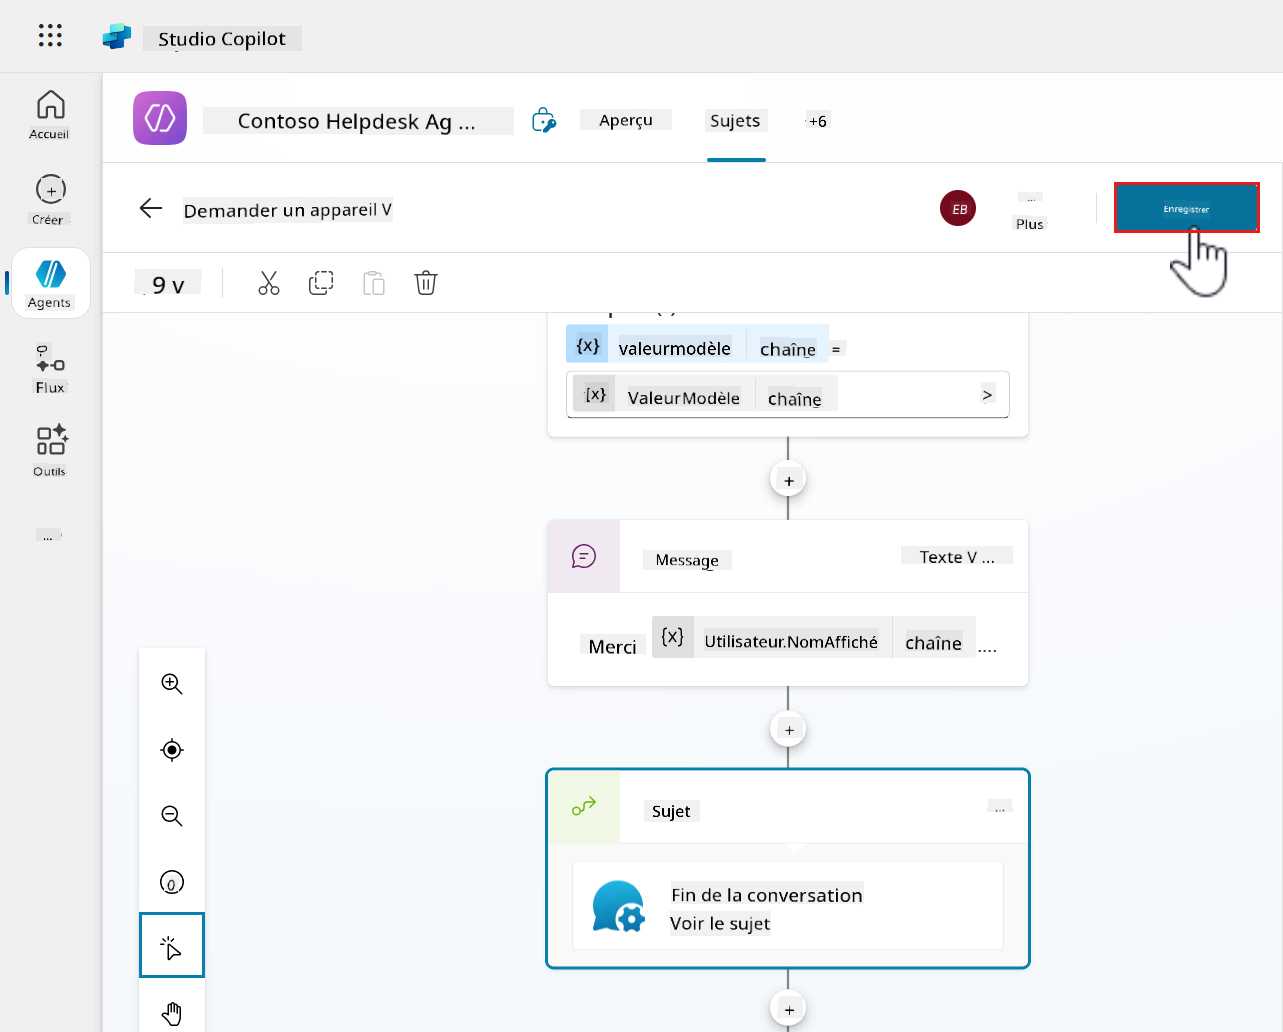 Studio Copilot
Accueil
Créer
Agents
Flux
Outils
...
Contoso Helpdesk Ag ...
Aperçu
Sujets
+6
Demander un appareil V
EB
...
Plus
Enregistrer
9 v
{x} valeurmodèle chaîne =
{x} ValeurModèle chaîne >
+
Message
Texte V ...
Merci {x} Utilisateur.NomAffiché chaîne ....
+
Sujet
...
Fin de la conversation
Voir le sujet
+